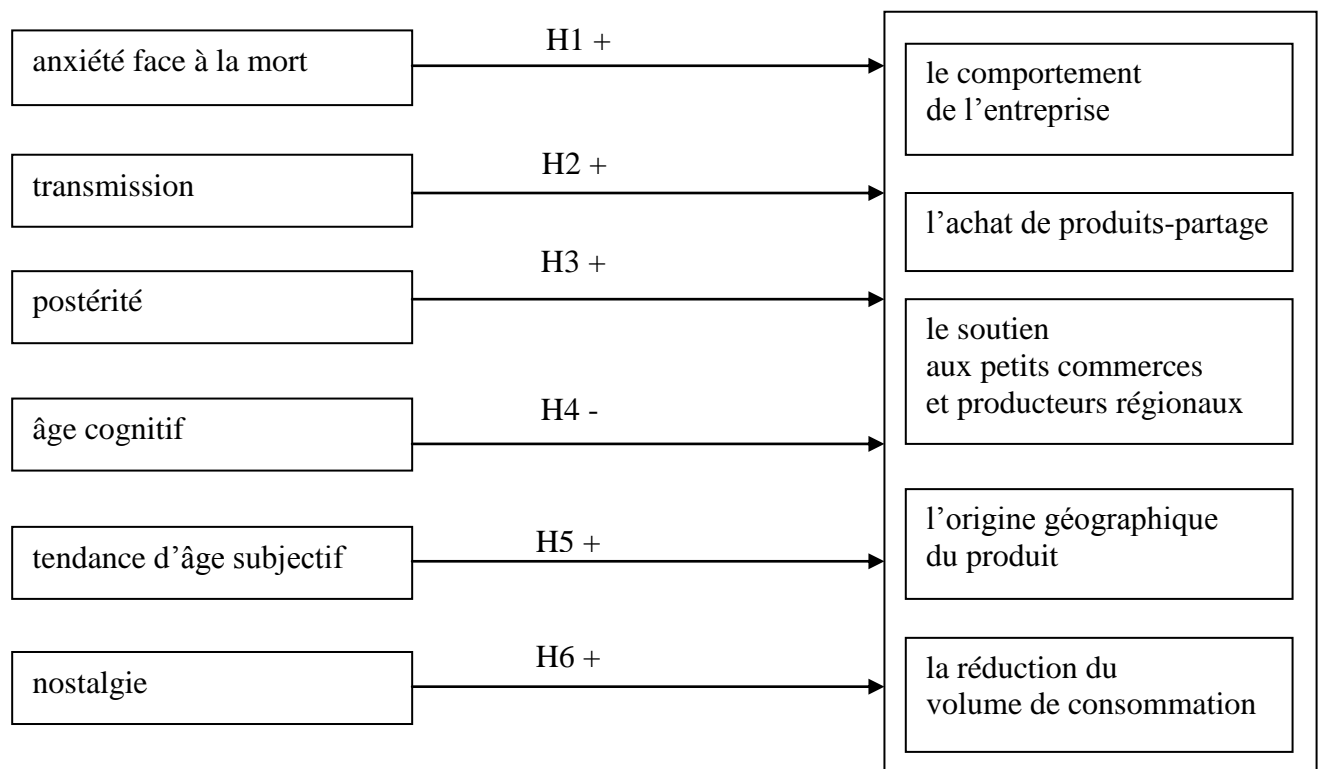 anxiété face à la mort
H1 +
transmission
H2 +
postérité
H3 +
âge cognitif
H4 -
tendance d’âge subjectif
H5 +
nostalgie
H6 +
le comportement
de l’entreprise
l’achat de produits-partage
le soutien
aux petits commerces
et producteurs régionaux
l’origine géographique
du produit
la réduction du
volume de consommation